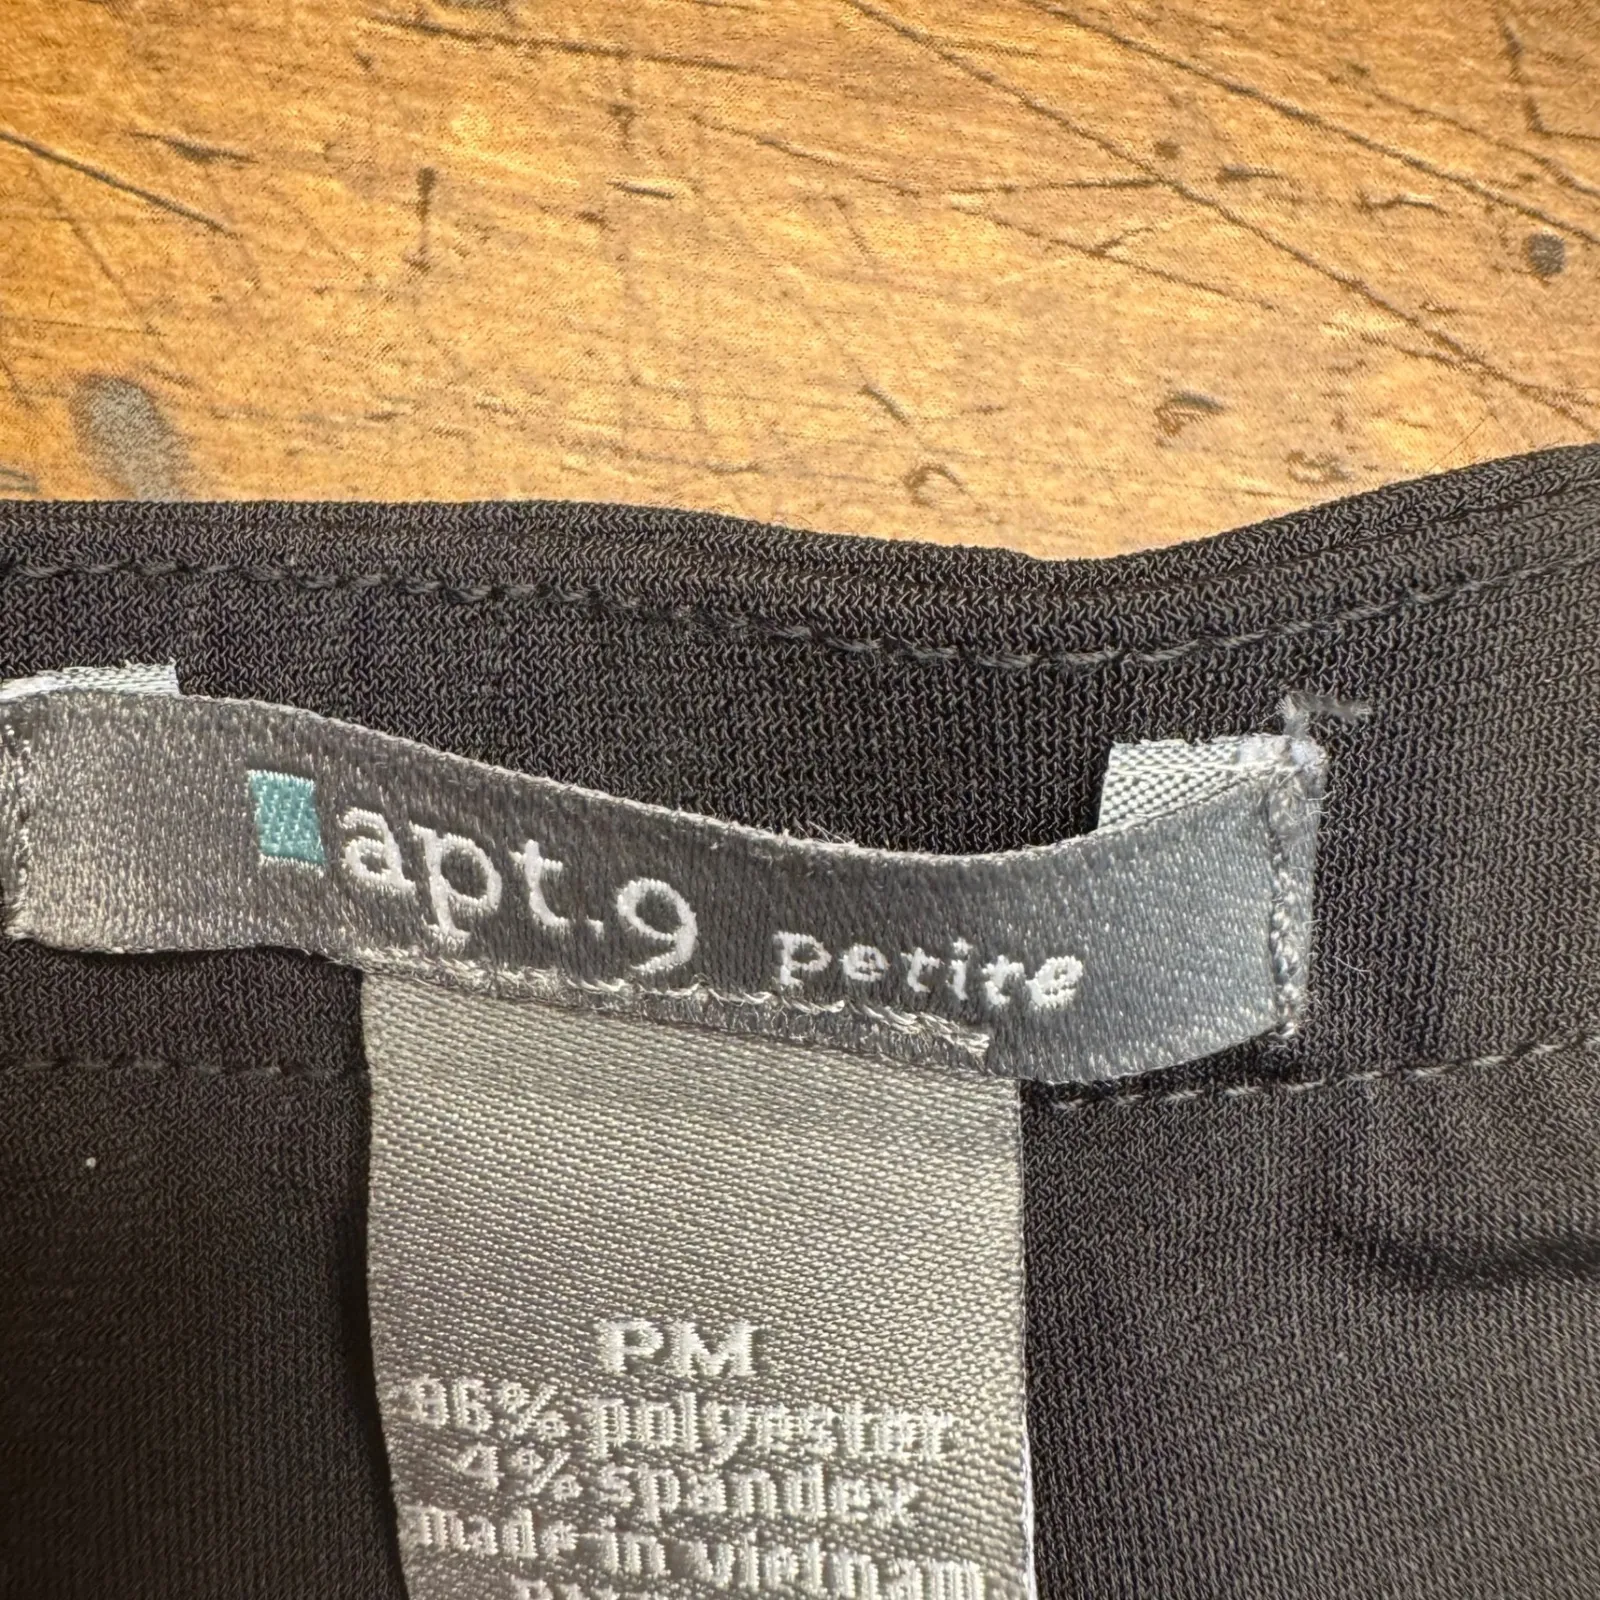 apt.9 petite
PM
96% polyester
4% spandex
made in vietnam